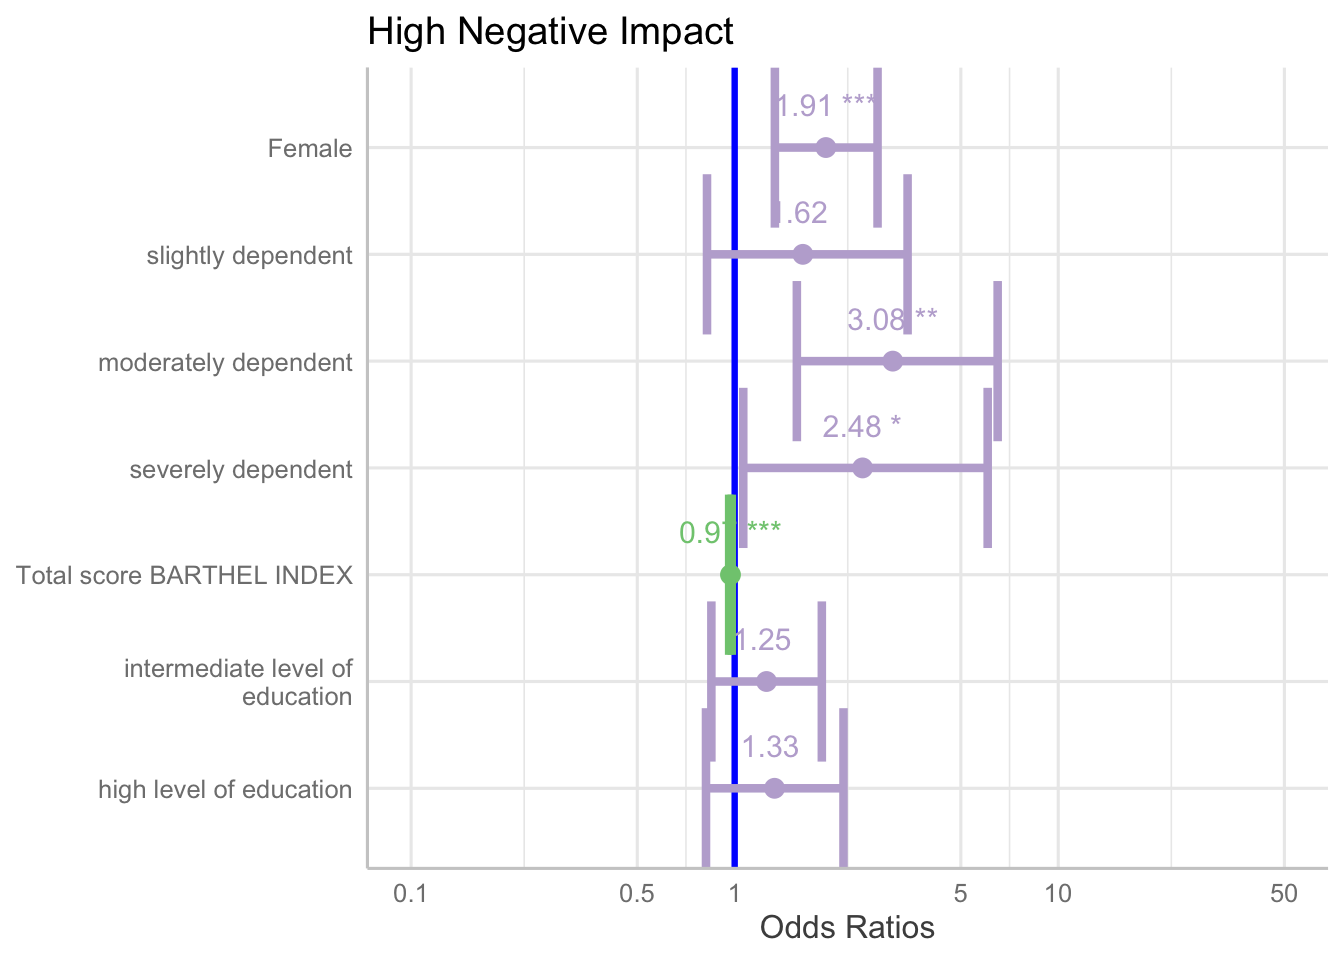 High Negative Impact
Female
1.91 ***
slightly dependent
1.62
moderately dependent
3.08 **
severely dependent
2.48 *
Total score BARTHEL INDEX
0.97 ***
intermediate level of
education
1.25
high level of education
1.33
0.1 0.5 1 5 10 50
Odds Ratios